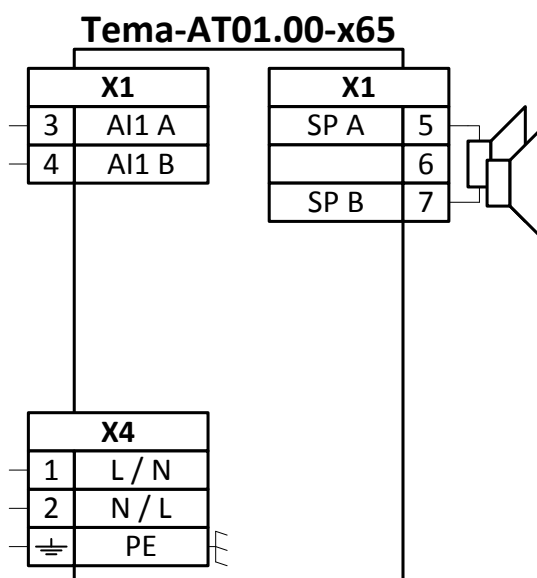 Tema-AT01.00-x65
X1
3 AI1 A
4 AI1 B
X1
SP A 5
6
SP B 7
X4
1 L / N
2 N / L
PE